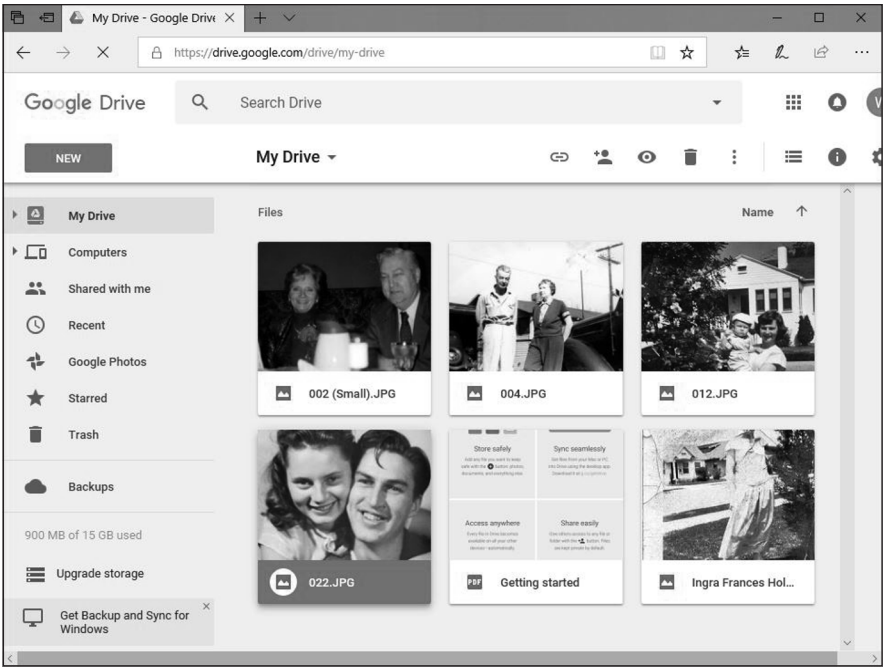 My Drive - Google Drive
https://drive.google.com/drive/my-drive
Google Drive
Search Drive
NEW
My Drive
My Drive
Computers
Shared with me
Recent
Google Photos
Starred
Trash
Backups
900 MB of 15 GB used
Upgrade storage
Get Backup and Sync for
Windows
Files
Name
002 (Small).JPG
004.JPG
012.JPG
Store safely
Sync seamlessly
Access anywhere
Share easily
022.JPG
PDF
Getting started
Ingra Frances Hol...